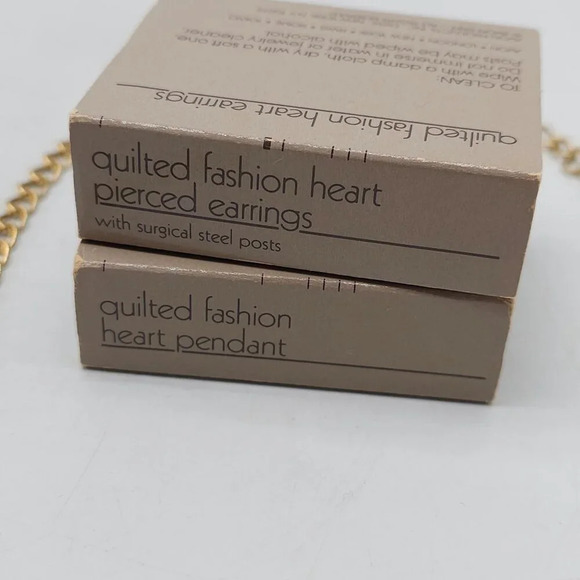 quilted fashion heart
pierced earrings
with surgical steel posts
quilted fashion
heart pendant
quilted fashion heart earrings
TO CLEAN:
Wipe with a damp cloth, dry with a soft one.
Do not immerse in water or jewelry cleaner.
Posts may be wiped with alcohol.